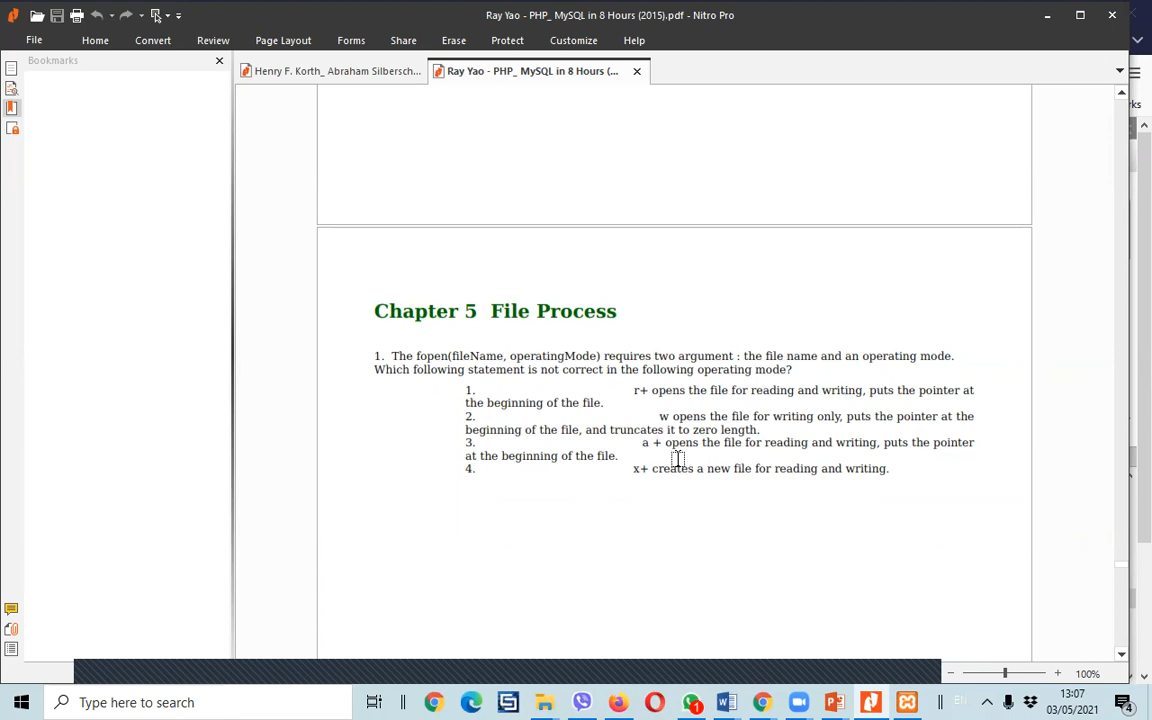 Ray Yao - PHP_ MySQL in 8 Hours (2015).pdf - Nitro Pro
File Home Convert Review Page Layout Forms Share Erase Protect Customize Help
Bookmarks
Henry F. Korth_ Abraham Silbersch...
Ray Yao - PHP_ MySQL in 8 Hours (...
rks
Chapter 5 File Process
1. The fopen(fileName, operatingMode) requires two argument : the file name and an operating mode.
Which following statement is not correct in the following operating mode?
1. r+ opens the file for reading and writing, puts the pointer at
the beginning of the file.
2. w opens the file for writing only, puts the pointer at the
beginning of the file, and truncates it to zero length.
3. a + opens the file for reading and writing, puts the pointer
at the beginning of the file.
4. x+ creates a new file for reading and writing.
100%
Type here to search
1
EN
13:07
03/05/2021
4